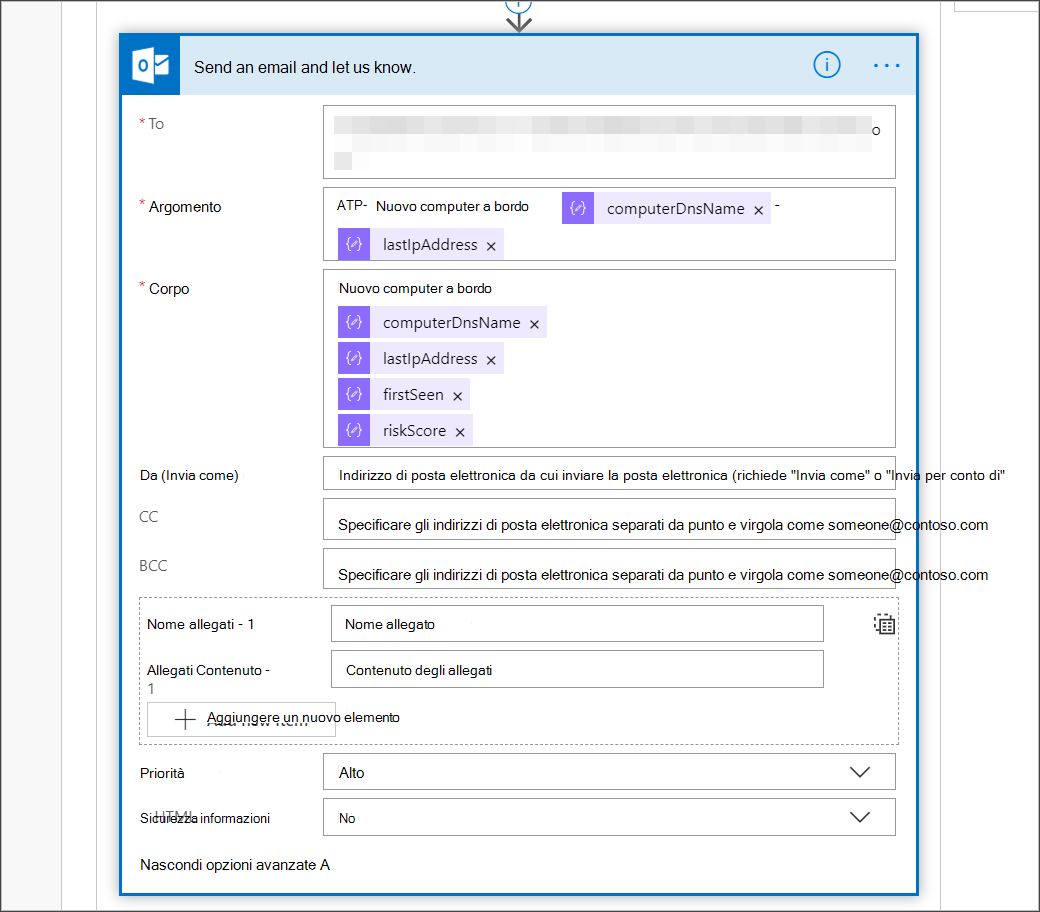 Send an email and let us know.
* To
o
* Argomento
ATP- Nuovo computer a bordo computerDnsName × -
lastIpAddress ×
* Corpo
Nuovo computer a bordo
computerDnsName ×
lastIpAddress ×
firstSeen ×
riskScore ×
Da (Invia come)
Indirizzo di posta elettronica da cui inviare la posta elettronica (richiede "Invia come" o "Invia per conto di"
CC
Specificare gli indirizzi di posta elettronica separati da punto e virgola come someone@contoso.com
BCC
Specificare gli indirizzi di posta elettronica separati da punto e virgola come someone@contoso.com
Nome allegati - 1
Nome allegato
Allegati Contenuto -
1
Contenuto degli allegati
Aggiungere un nuovo elemento
Priorità
Alto
Sicurezza informazioni
HTML
No
Nascondi opzioni avanzate A